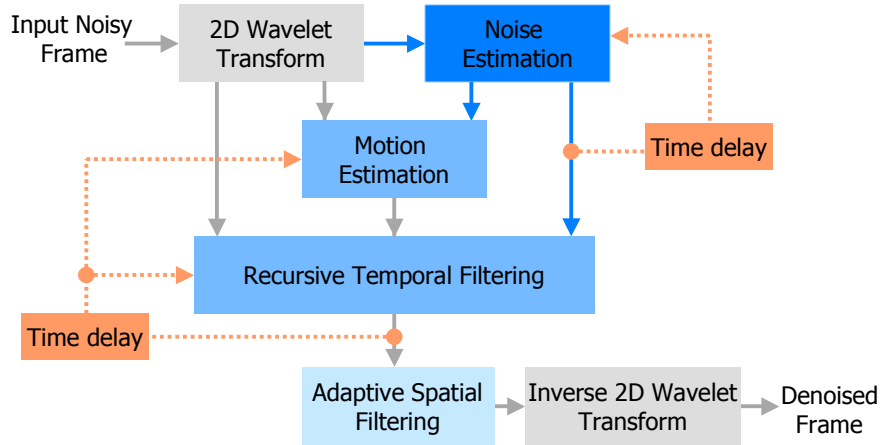 Input Noisy
Frame
2D Wavelet
Transform
Noise
Estimation
Motion
Estimation
Time delay
Recursive Temporal Filtering
Time delay
Adaptive Spatial
Filtering
Inverse 2D Wavelet
Transform
Denoised
Frame